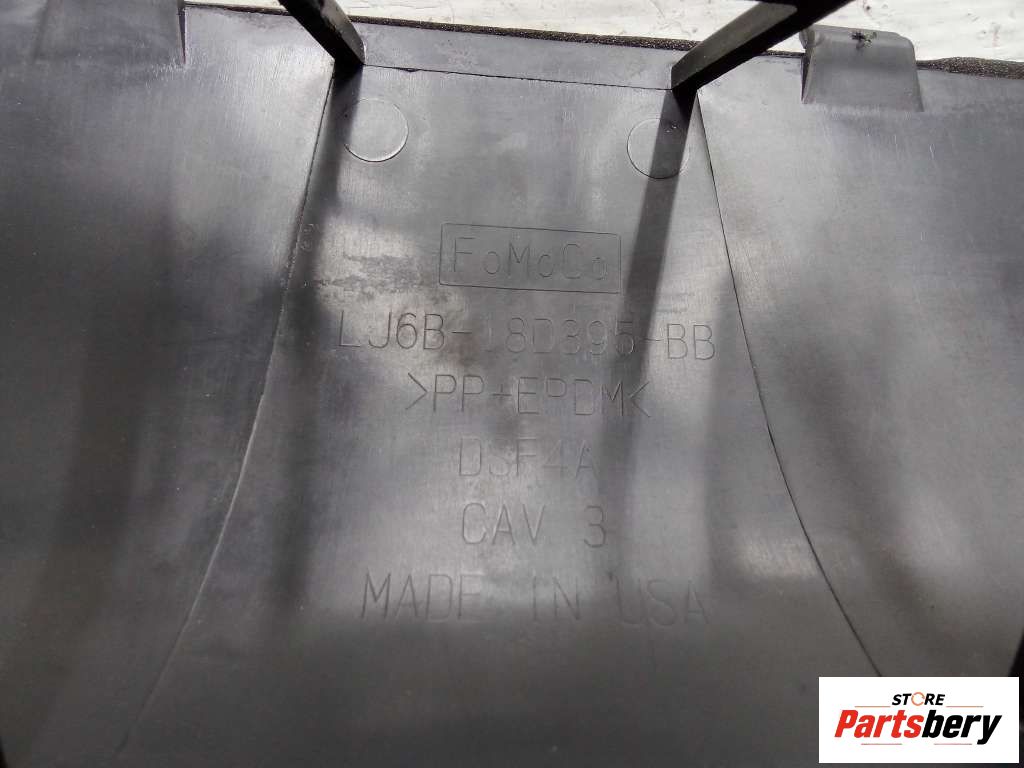 FoMoCo
LJ6B-18D395-BB
>PP+EPDM<
DSF4A
CAV 3
MADE IN USA
STORE
Partsbery